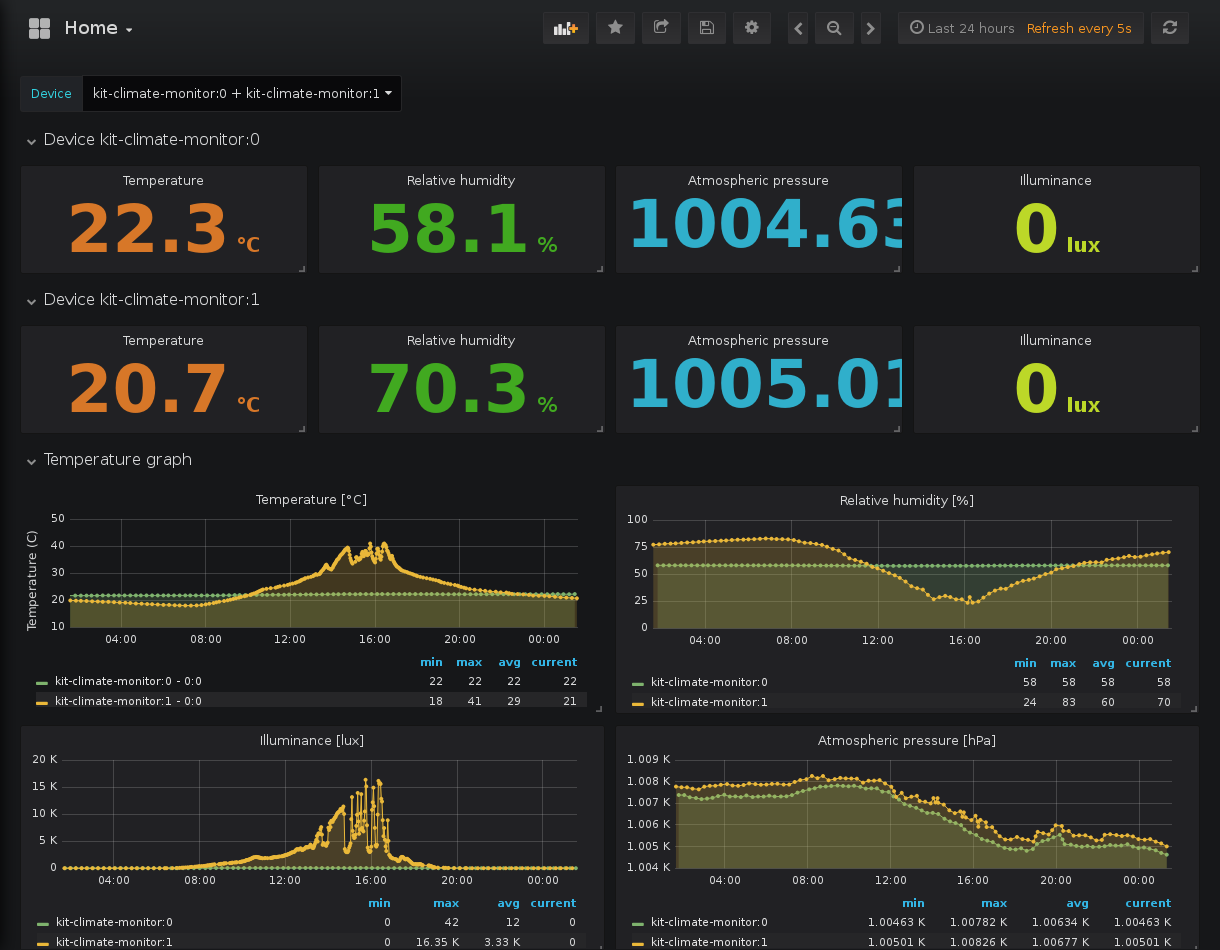 Home
Last 24 hours Refresh every 5s
Device kit-climate-monitor:0 + kit-climate-monitor:1
Device kit-climate-monitor:0
Temperature Relative humidity Atmospheric pressure Illuminance
22.3 °C 58.1 % 1004.63 0 lux
Device kit-climate-monitor:1
Temperature Relative humidity Atmospheric pressure Illuminance
20.7 °C 70.3 % 1005.01 0 lux
Temperature graph
Temperature [°C]
Temperature (C)
50
40
30
20
10
04:00 08:00 12:00 16:00 20:00 00:00
min max avg current
kit-climate-monitor:0 - 0:0 22 22 22 22
kit-climate-monitor:1 - 0:0 18 41 29 21
Relative humidity [%]
100
75
50
25
0
04:00 08:00 12:00 16:00 20:00 00:00
min max avg current
kit-climate-monitor:0 58 58 58 58
kit-climate-monitor:1 24 83 60 70
Illuminance [lux]
20 K
15 K
10 K
5 K
0
04:00 08:00 12:00 16:00 20:00 00:00
min max avg current
kit-climate-monitor:0 0 42 12 0
kit-climate-monitor:1 0 16.35 K 3.33 K 0
Atmospheric pressure [hPa]
1.009 K
1.008 K
1.007 K
1.006 K
1.005 K
1.004 K
04:00 08:00 12:00 16:00 20:00 00:00
min max avg current
kit-climate-monitor:0 1.00463 K 1.00782 K 1.00634 K 1.00463 K
kit-climate-monitor:1 1.00501 K 1.00826 K 1.00677 K 1.00501 K